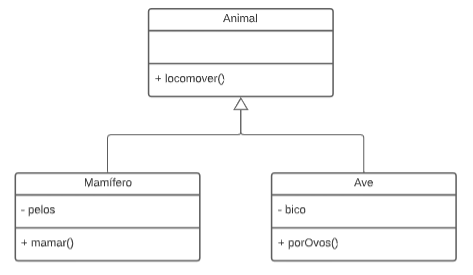 Animal
+ locomover()
Mamífero
- pelos
+ mamar()
Ave
- bico
+ porOvos()